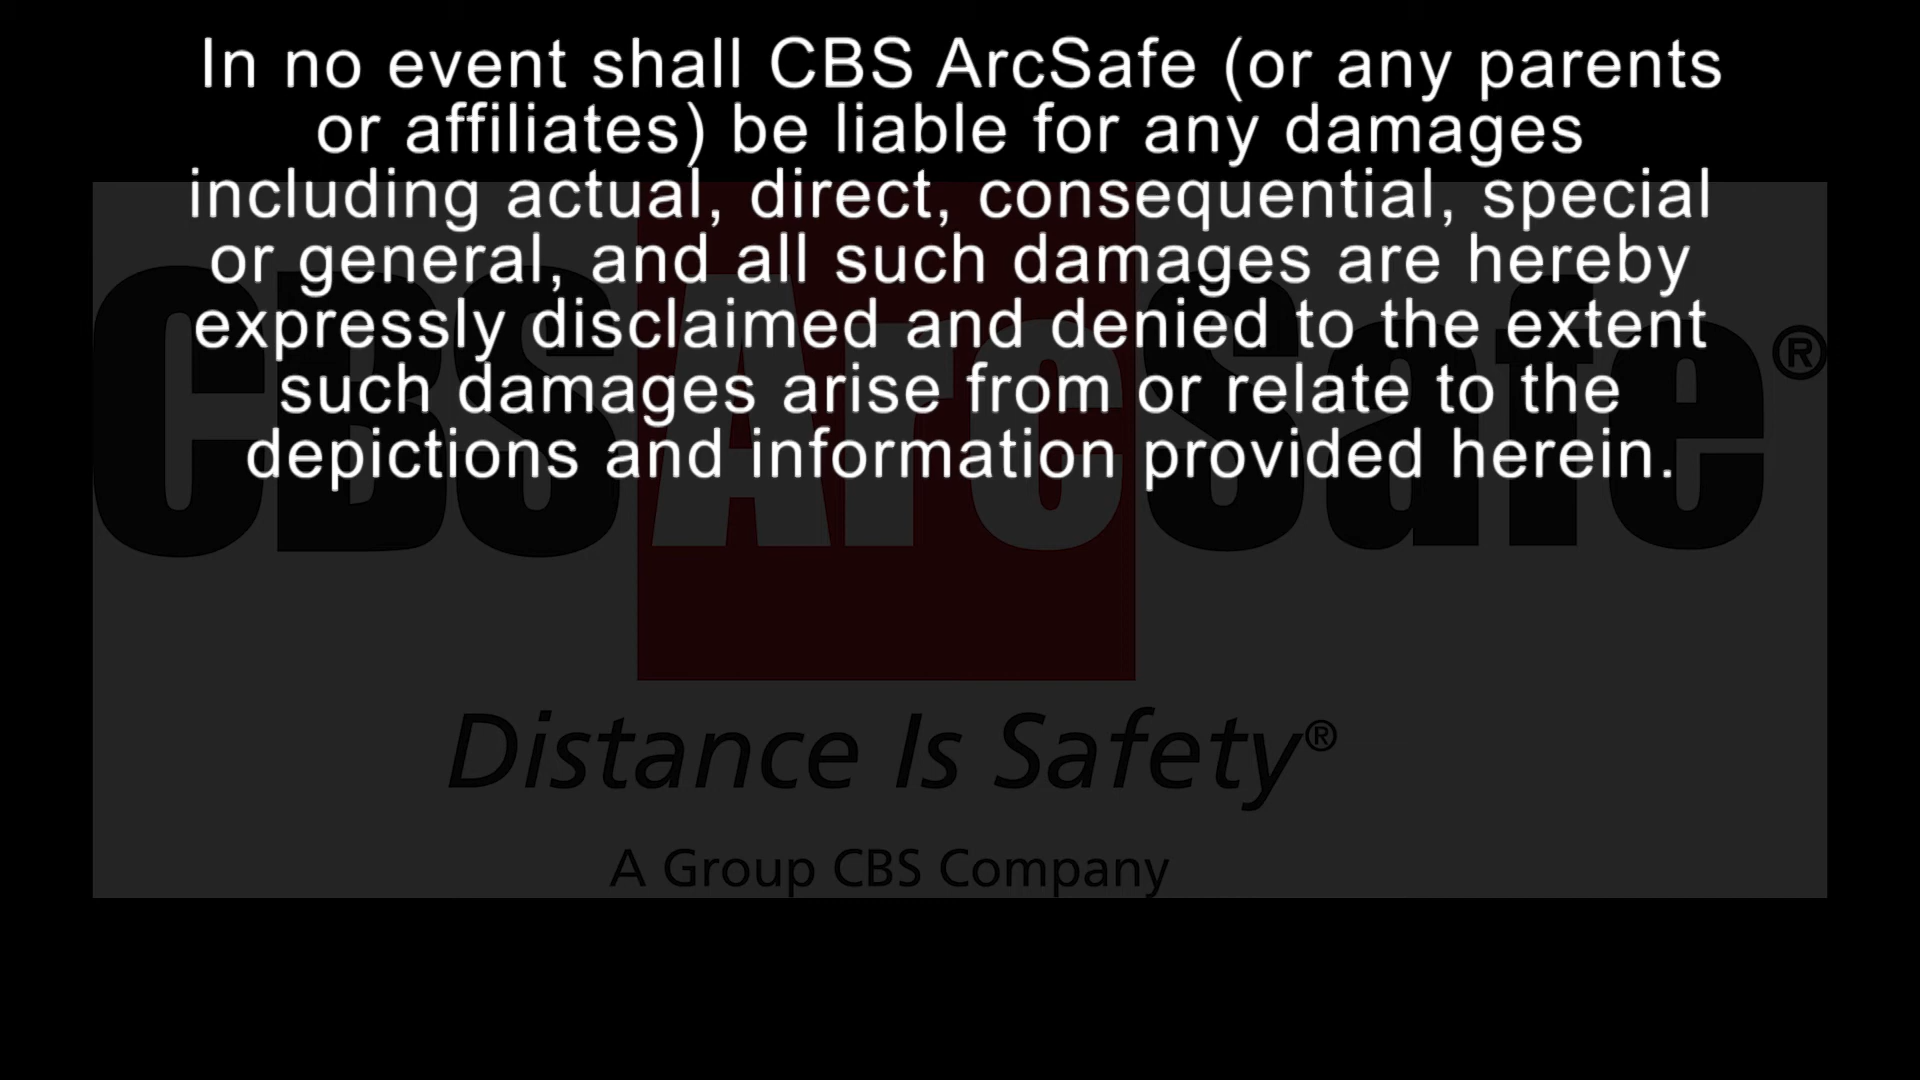 In no event shall CBS ArcSafe (or any parents
or affiliates) be liable for any damages
including actual, direct, consequential, special
or general, and all such damages are hereby
expressly disclaimed and denied to the extent
such damages arise from or relate to the
depictions and information provided herein.
CBSArcSafe®
Distance Is Safety®
A Group CBS Company